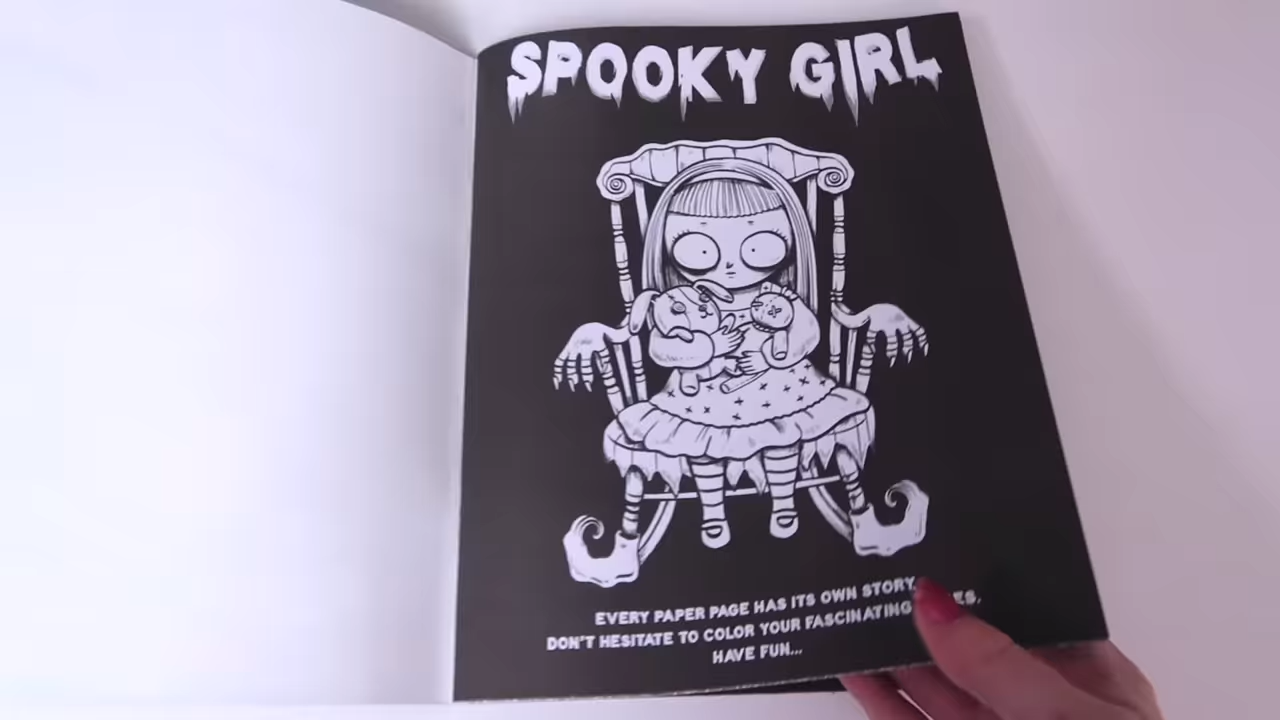 SPOOKY GIRL
EVERY PAPER PAGE HAS ITS OWN STORY,
DON'T HESITATE TO COLOR YOUR FASCINATING
HAVE FUN...